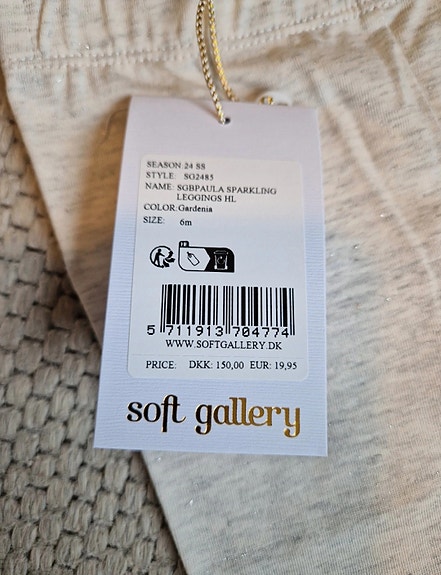 SEASON: 24 SS
STYLE: SG2485
NAME: SGBPAULA SPARKLING
LEGGINGS HL
COLOR: Gardenia
SIZE: 6m
5 711913 704774
WWW.SOFTGALLERY.DK
PRICE: DKK: 150,00 EUR: 19,95
soft gallery